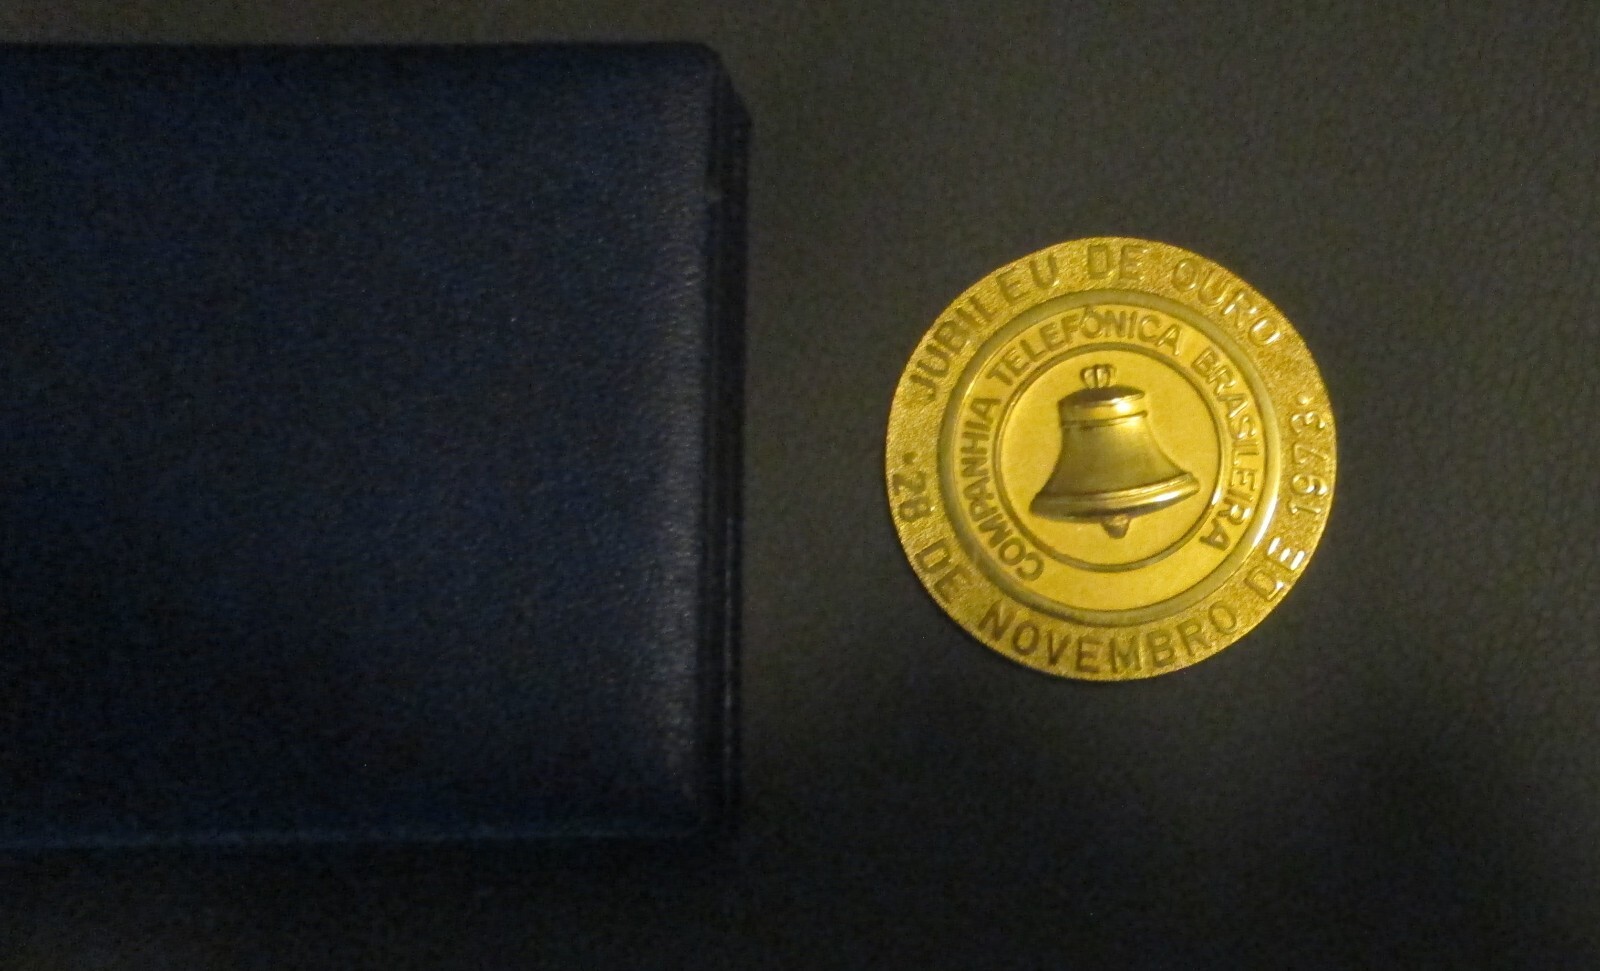 JUBILEU DE OURO
·28 DE NOVEMBRO DE 1973·
COMPANHIA TELEFÔNICA BRASILEIRA